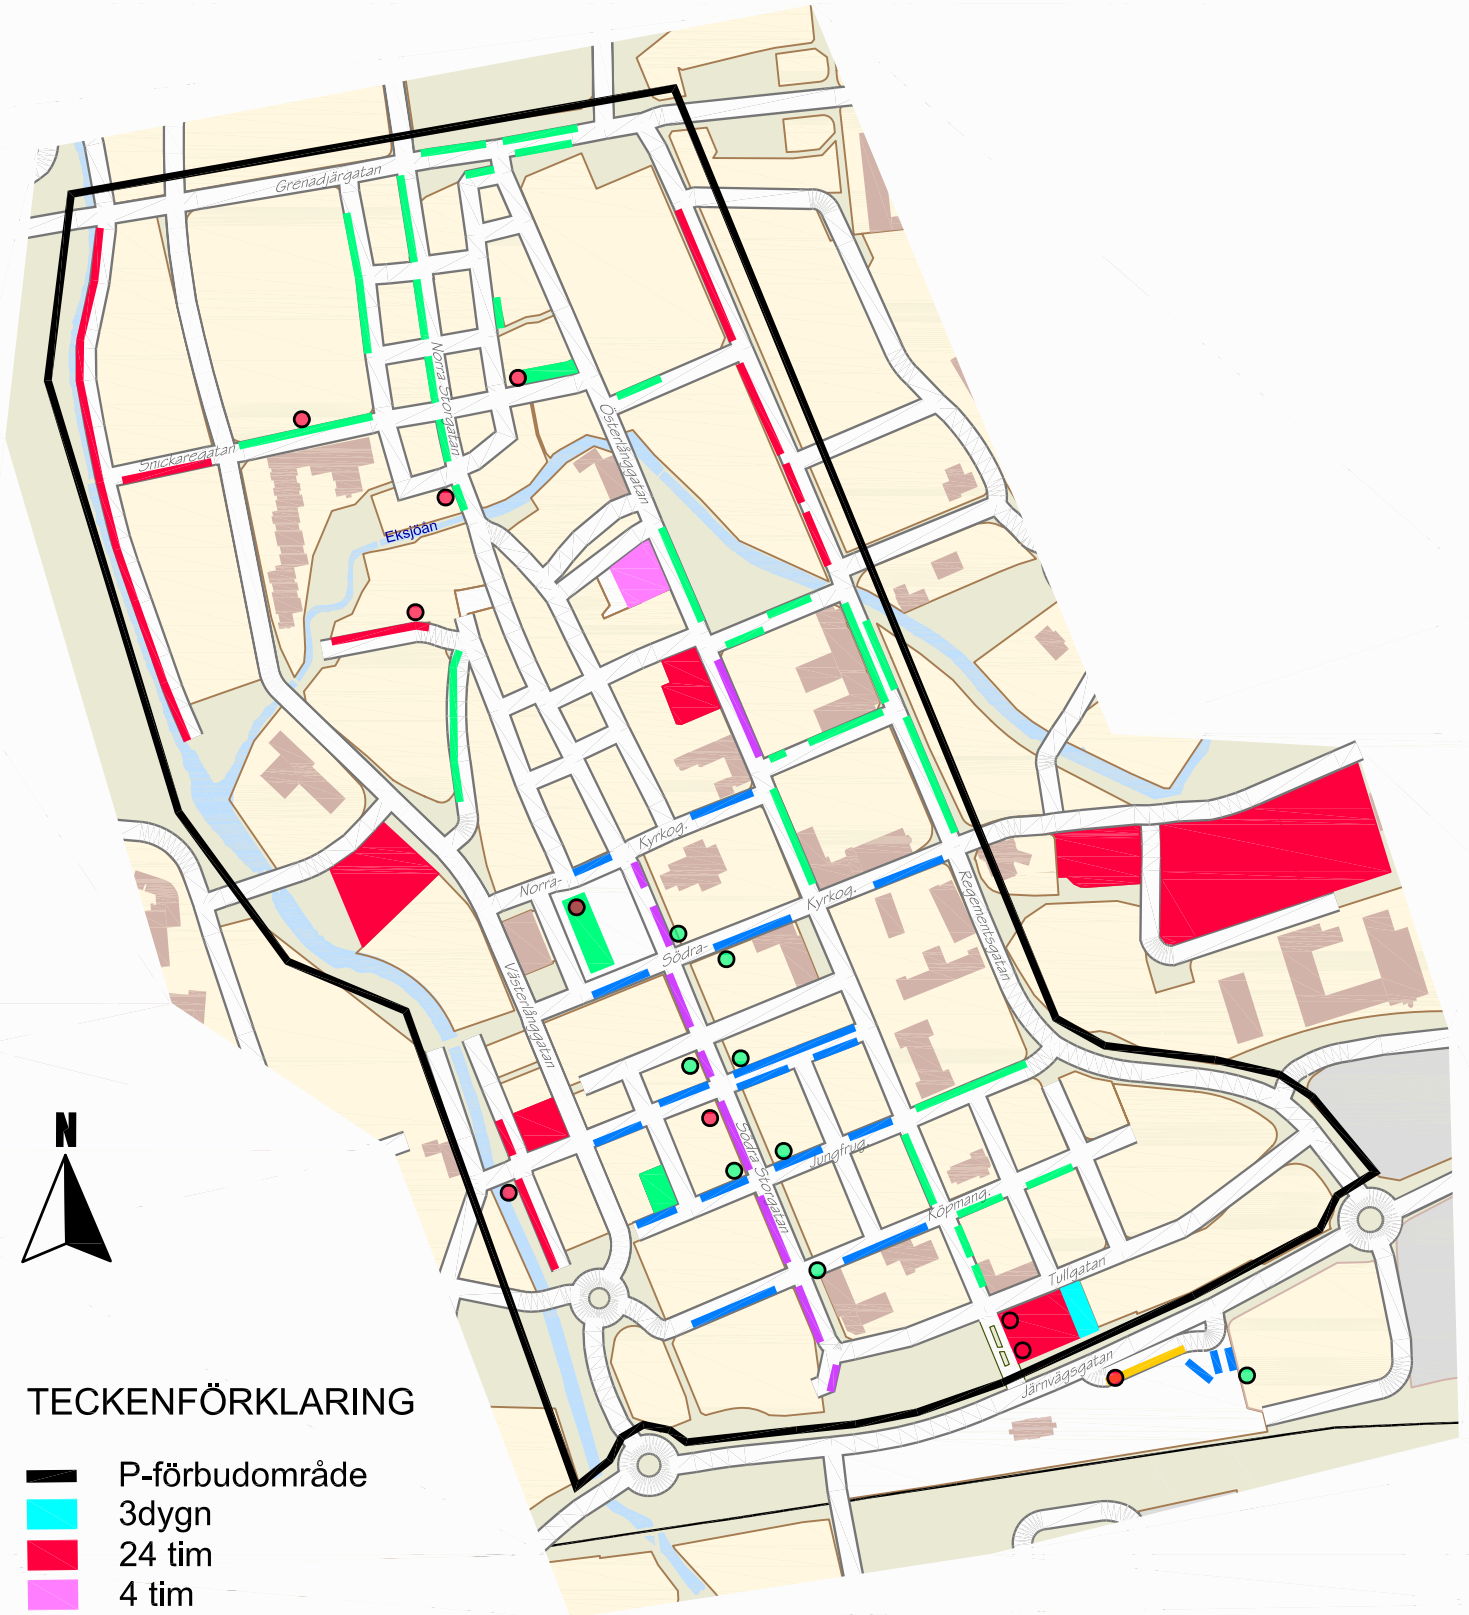 Grenadjärgatan
Norra Storgatan
Österlånggatan
Snickaregatan
Eksjöån
Kyrkog.
Norra-
Kyrkog.
Södra-
Regementsgatan
Västerlånggatan
Södra Storgatan
Jungfrug.
Köpmang.
Tullgatan
Järnvägsgatan
N
TECKENFÖRKLARING
P-förbudområde
3dygn
24 tim
4 tim